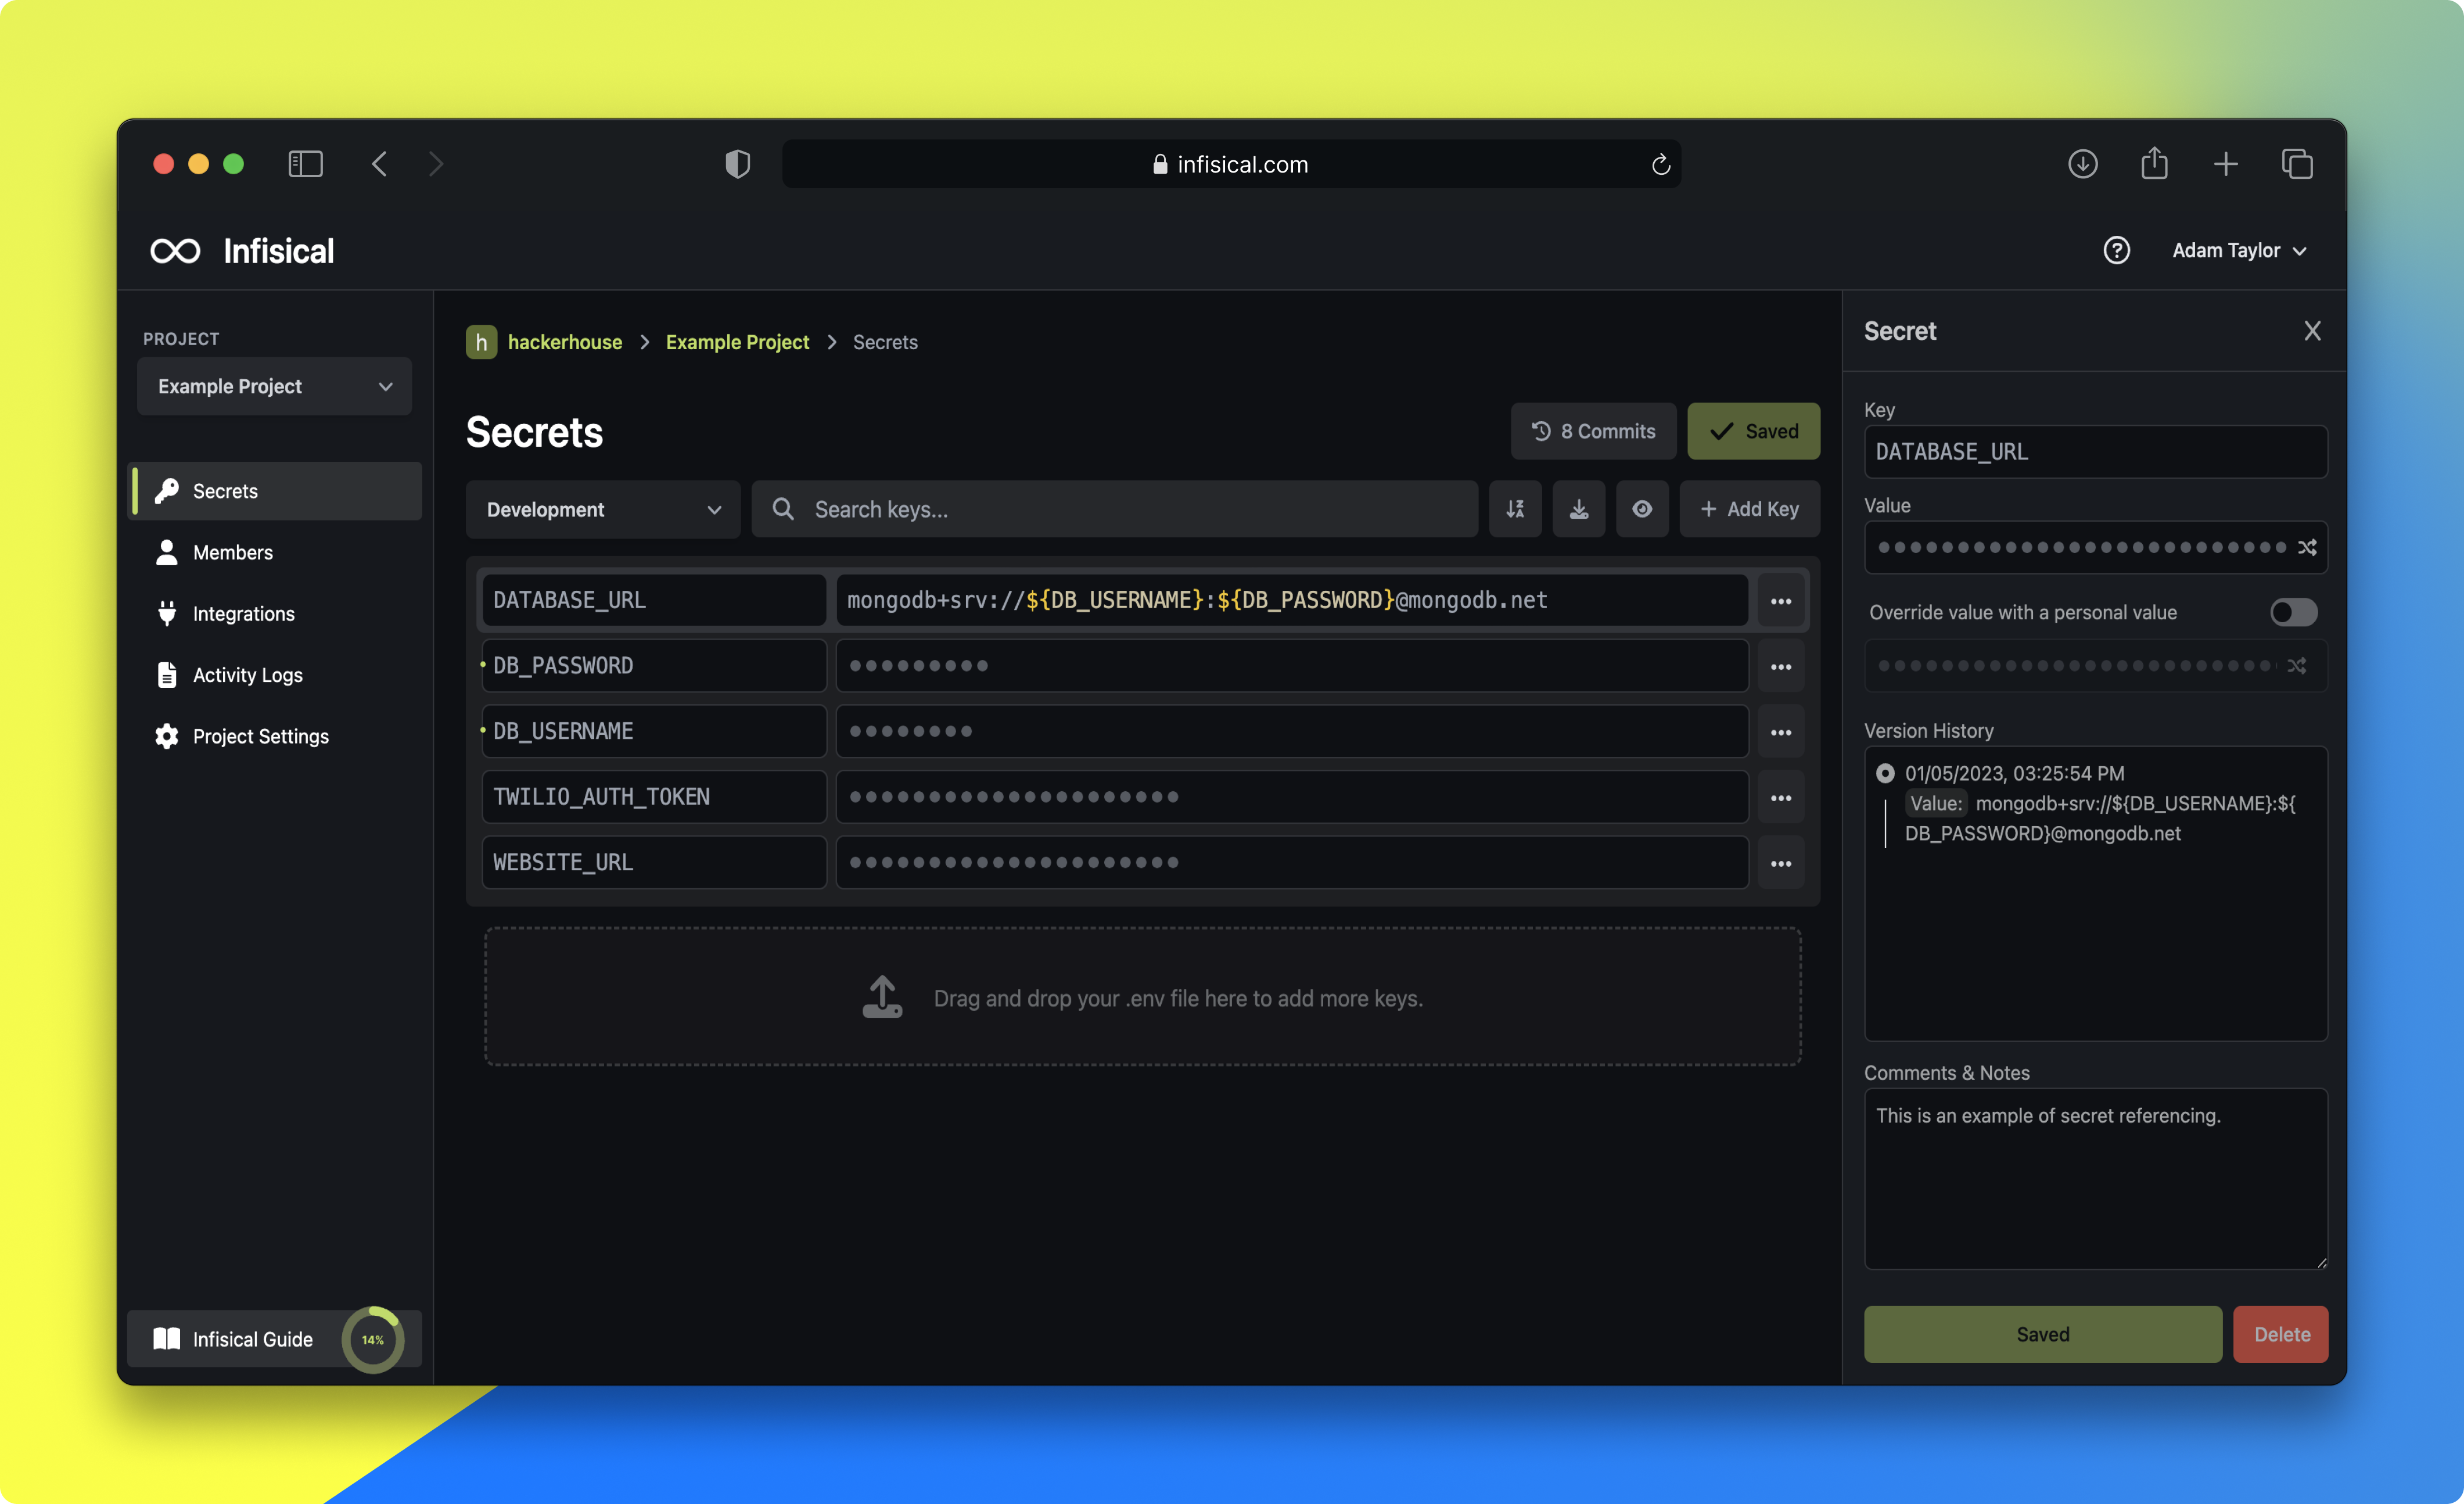 infisical.com
Infisical
Adam Taylor
PROJECT
Example Project
Secrets
Members
Integrations
Activity Logs
Project Settings
Infisical Guide
14%
h hackerhouse > Example Project > Secrets
Secrets
8 Commits
Saved
Development
Search keys...
+ Add Key
DATABASE_URL mongodb+srv://${DB_USERNAME}:${DB_PASSWORD}@mongodb.net
DB_PASSWORD
DB_USERNAME
TWILIO_AUTH_TOKEN
WEBSITE_URL
Drag and drop your .env file here to add more keys.
Secret
Key
DATABASE_URL
Value
Override value with a personal value
Version History
01/05/2023, 03:25:54 PM
Value: mongodb+srv://${DB_USERNAME}:${
DB_PASSWORD}@mongodb.net
Comments & Notes
This is an example of secret referencing.
Saved
Delete